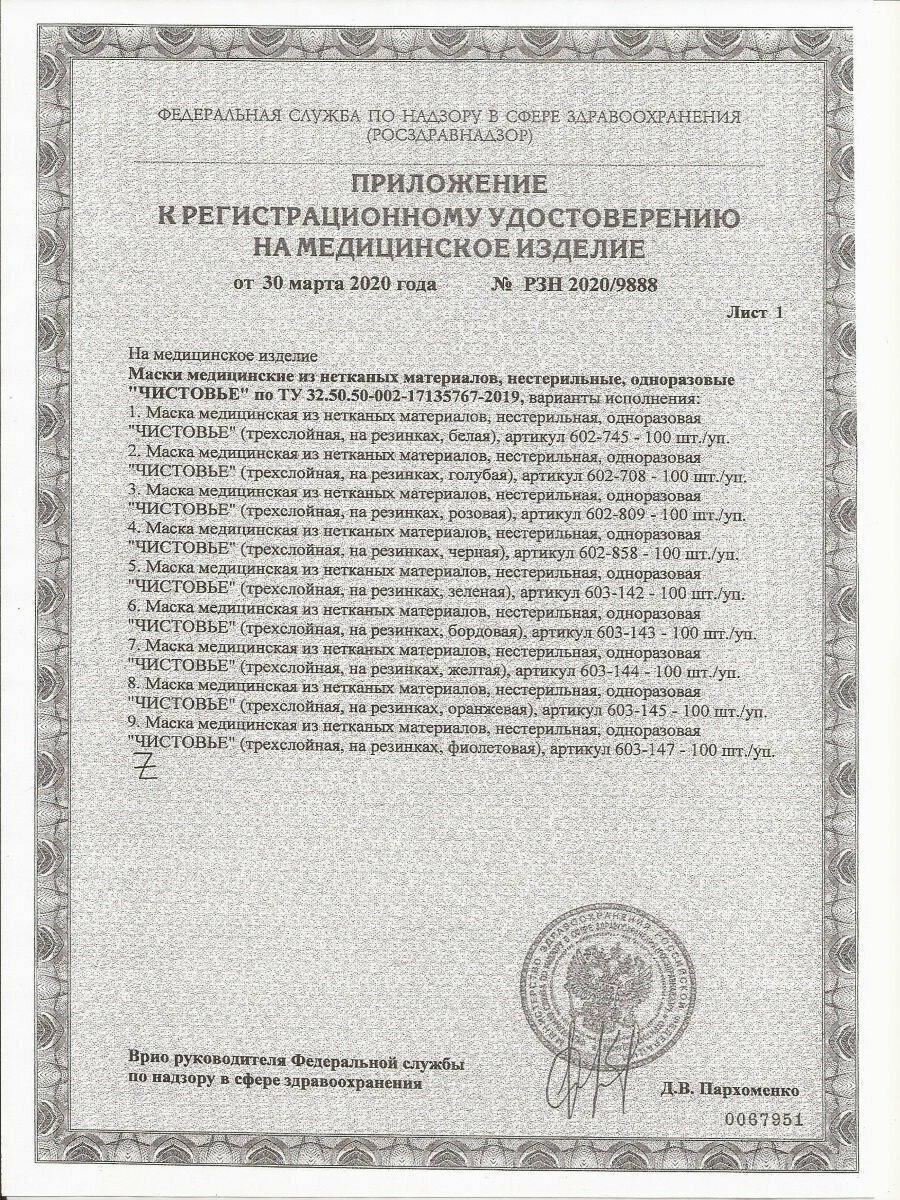 ФЕДЕРАЛЬНАЯ СЛУЖБА ПО НАДЗОРУ В СФЕРЕ ЗДРАВООХРАНЕНИЯ
(РОСЗДРАВНАДЗОР)
ПРИЛОЖЕНИЕ
К РЕГИСТРАЦИОННОМУ УДОСТОВЕРЕНИЮ
НА МЕДИЦИНСКОЕ ИЗДЕЛИЕ
от 30 марта 2020 года № РЗН 2020/9888
Лист 1
На медицинское изделие
Маски медицинские из нетканых материалов, нестерильные, одноразовые
"ЧИСТОВЬЕ" по ТУ 32.50.50-002-17135767-2019, варианты исполнения:
1. Маска медицинская из нетканых материалов, нестерильная, одноразовая
"ЧИСТОВЬЕ" (трехслойная, на резинках, белая), артикул 602-745 - 100 шт./уп.
2. Маска медицинская из нетканых материалов, нестерильная, одноразовая
"ЧИСТОВЬЕ" (трехслойная, на резинках, голубая), артикул 602-708 - 100 шт./уп.
3. Маска медицинская из нетканых материалов, нестерильная, одноразовая
"ЧИСТОВЬЕ" (трехслойная, на резинках, розовая), артикул 602-809 - 100 шт./уп.
4. Маска медицинская из нетканых материалов, нестерильная, одноразовая
"ЧИСТОВЬЕ" (трехслойная, на резинках, черная), артикул 602-858 - 100 шт./уп.
5. Маска медицинская из нетканых материалов, нестерильная, одноразовая
"ЧИСТОВЬЕ" (трехслойная, на резинках, зеленая), артикул 603-142 - 100 шт./уп.
6. Маска медицинская из нетканых материалов, нестерильная, одноразовая
"ЧИСТОВЬЕ" (трехслойная, на резинках, бордовая), артикул 603-143 - 100 шт./уп.
7. Маска медицинская из нетканых материалов, нестерильная, одноразовая
"ЧИСТОВЬЕ" (трехслойная, на резинках, желтая), артикул 603-144 - 100 шт./уп.
8. Маска медицинская из нетканых материалов, нестерильная, одноразовая
"ЧИСТОВЬЕ" (трехслойная, на резинках, оранжевая), артикул 603-145 - 100 шт./уп.
9. Маска медицинская из нетканых материалов, нестерильная, одноразовая
"ЧИСТОВЬЕ" (трехслойная, на резинках, фиолетовая), артикул 603-147 - 100 шт./уп.
МИНИСТЕРСТВО ЗДРАВООХРАНЕНИЯ РОССИЙСКОЙ ФЕДЕРАЦИИ
Врио руководителя Федеральной службы
по надзору в сфере здравоохранения
Д.В. Пархоменко
0067951